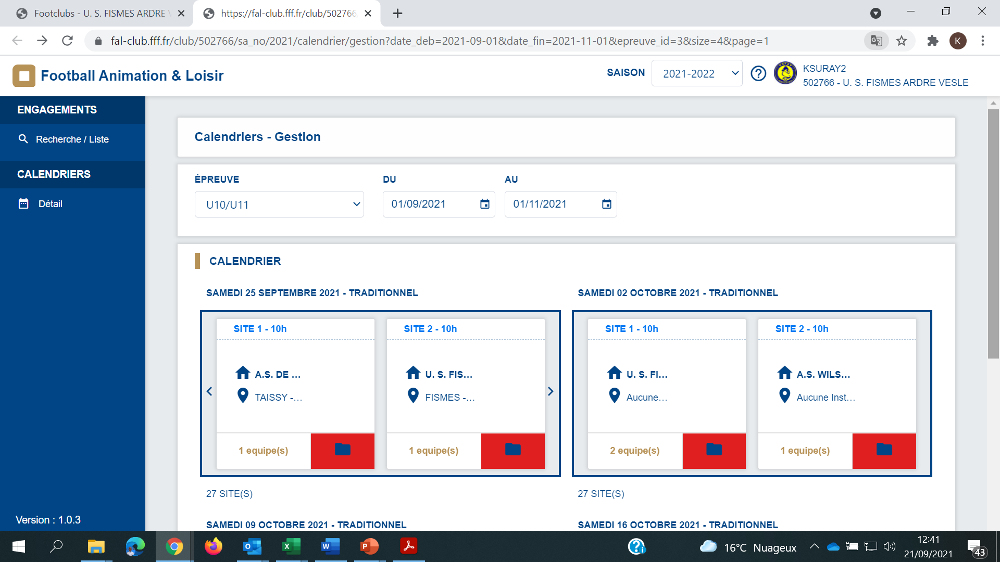 Footclubs - U. S. FISMES ARDRE
https://fal-club.fff.fr/club/502766
fal-club.fff.fr/club/502766/sa_no/2021/calendrier/gestion?date_deb=2021-09-01&date_fin=2021-11-01&epreuve_id=3&size=4&page=1
K
Football Animation & Loisir
SAISON
2021-2022
KSURAY2
502766 - U. S. FISMES ARDRE VESLE
ENGAGEMENTS
Recherche / Liste
CALENDRIERS
Détail
Version : 1.0.3
Calendriers - Gestion
ÉPREUVE
DU
AU
U10/U11
01/09/2021
01/11/2021
CALENDRIER
SAMEDI 25 SEPTEMBRE 2021 - TRADITIONNEL
SITE 1 - 10h
A.S. DE ...
TAISSY -...
1 equipe(s)
SITE 2 - 10h
U. S. FIS...
FISMES -...
1 equipe(s)
27 SITE(S)
SAMEDI 02 OCTOBRE 2021 - TRADITIONNEL
SITE 1 - 10h
U. S. FI...
Aucune...
2 equipe(s)
SITE 2 - 10h
A.S. WILS...
Aucune Inst...
1 equipe(s)
27 SITE(S)
SAMEDI 09 OCTOBRE 2021 - TRADITIONNEL
SAMEDI 16 OCTOBRE 2021 - TRADITIONNEL
16°C Nuageux
12:41
21/09/2021
43